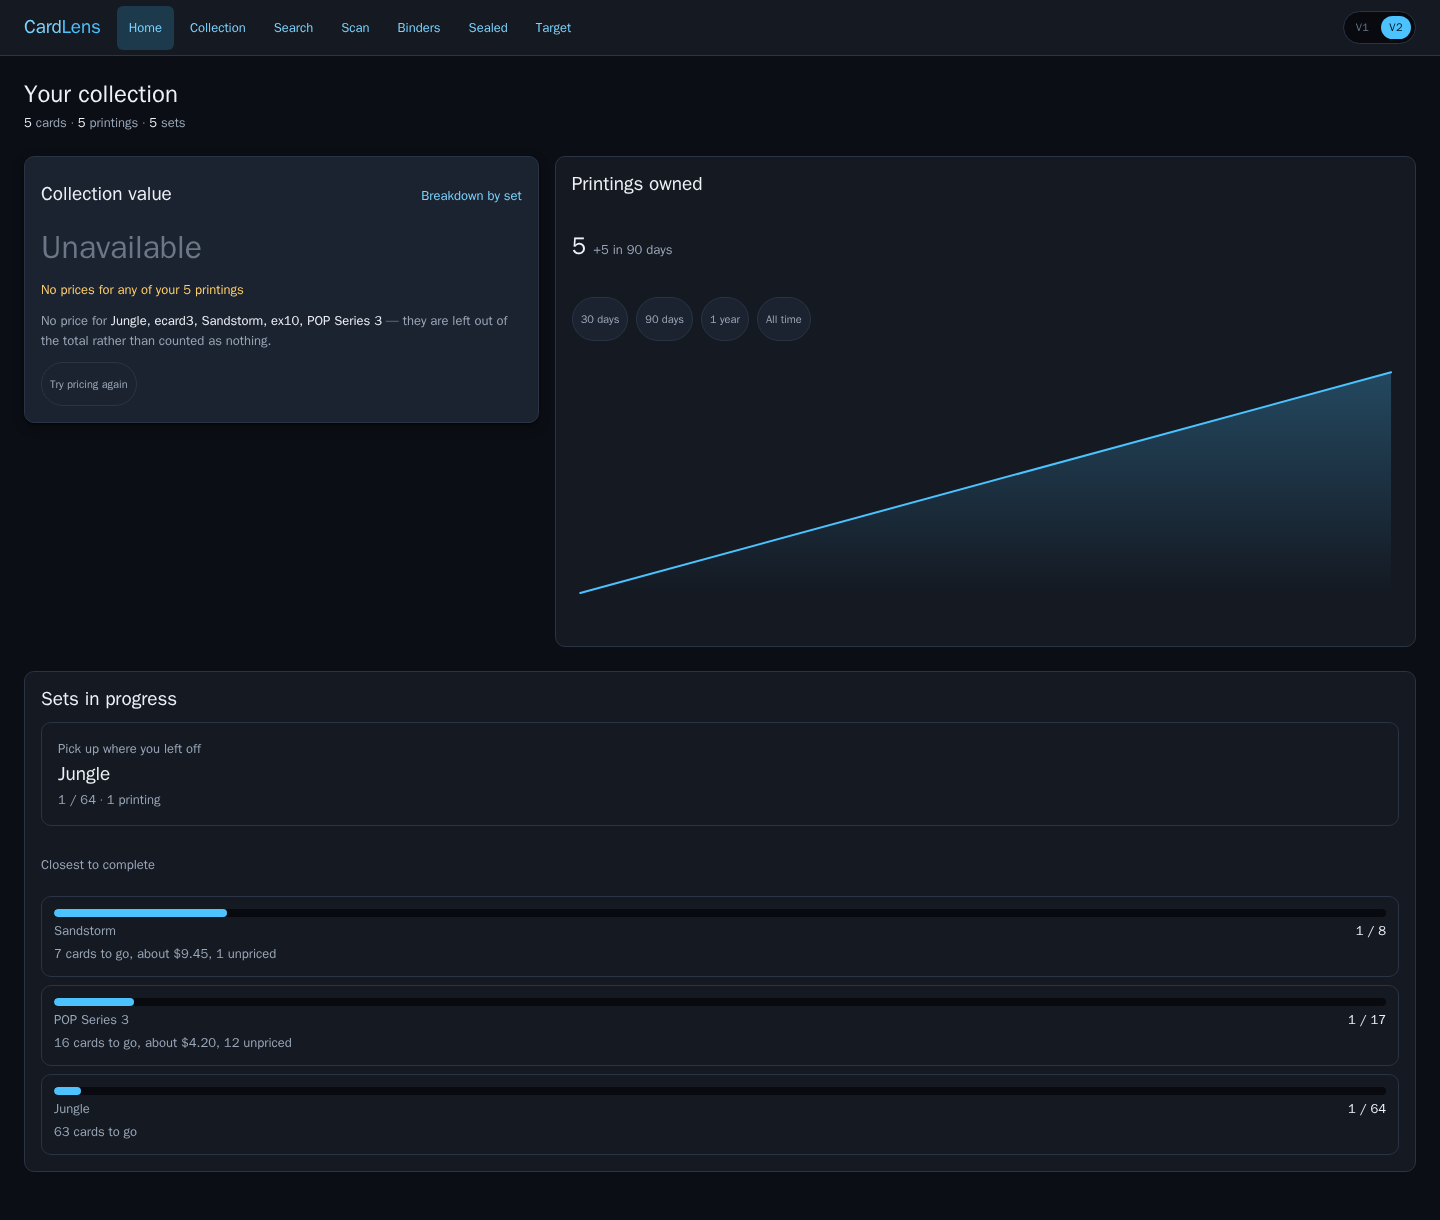 CardLens
Home
Collection
Search
Scan
Binders
Sealed
Target
V1
V2
Your collection
5 cards · 5 printings · 5 sets
Collection value
Breakdown by set
Unavailable
No prices for any of your 5 printings
No price for Jungle, ecard3, Sandstorm, ex10, POP Series 3 — they are left out of
the total rather than counted as nothing.
Try pricing again
Printings owned
5 +5 in 90 days
30 days
90 days
1 year
All time
Sets in progress
Pick up where you left off
Jungle
1 / 64 · 1 printing
Closest to complete
Sandstorm
1 / 8
7 cards to go, about $9.45, 1 unpriced
POP Series 3
1 / 17
16 cards to go, about $4.20, 12 unpriced
Jungle
1 / 64
63 cards to go